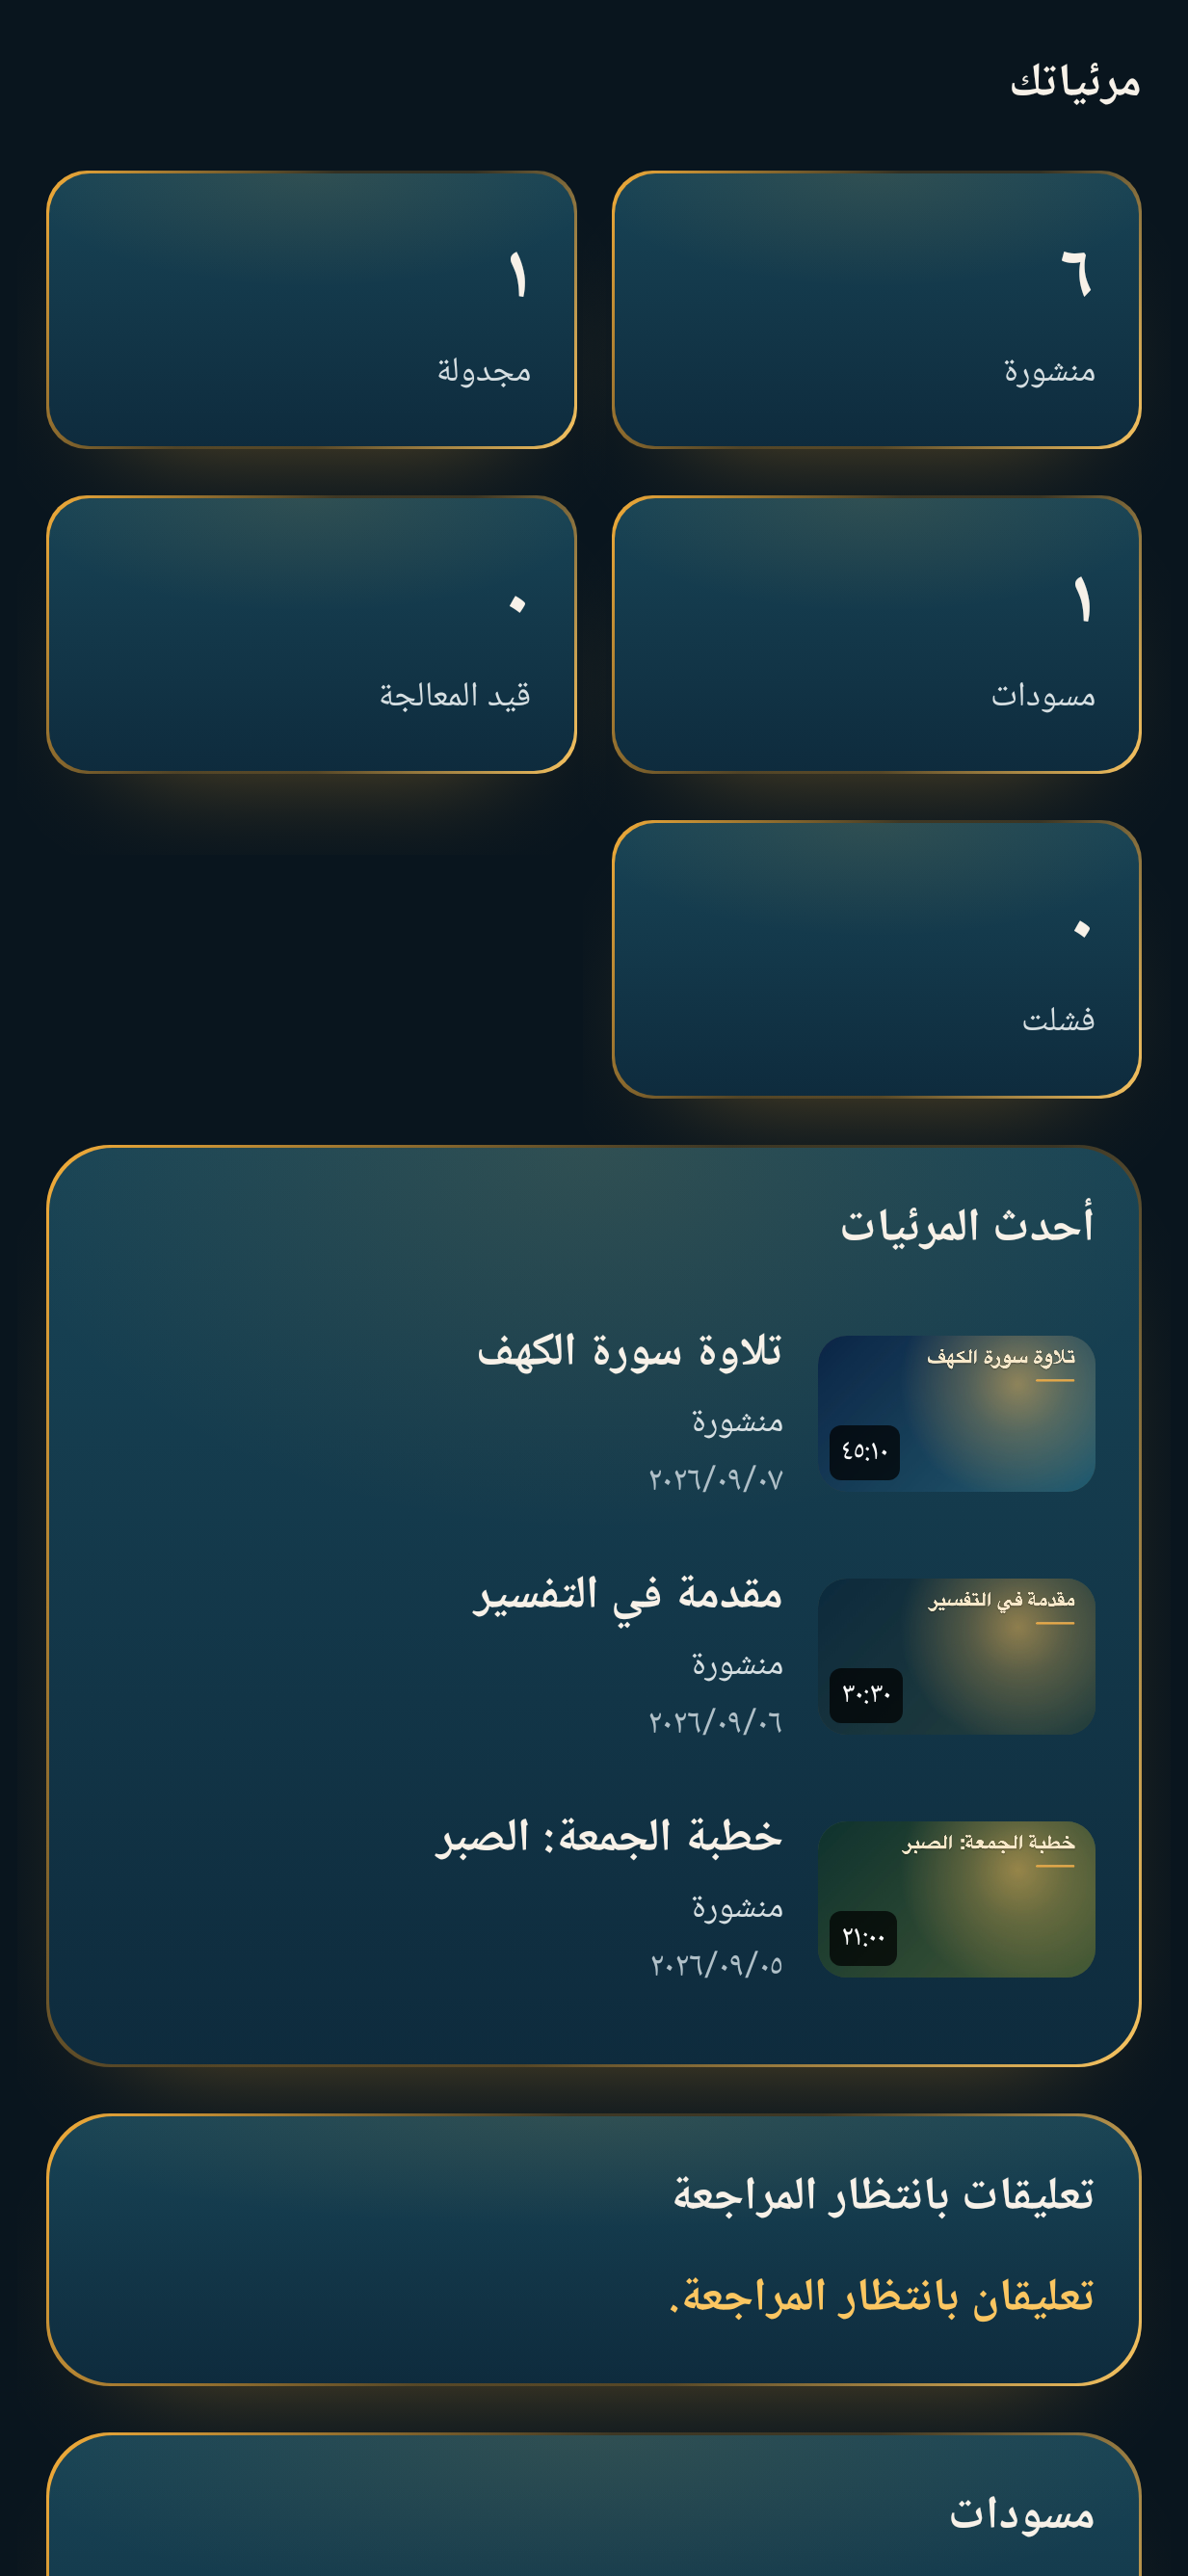 مرئياتك
٦
منشورة
١
مجدولة
١
مسودات
٠
قيد المعالجة
٠
فشلت
أحدث المرئيات
تلاوة سورة الكهف
٤٥:١٠
تلاوة سورة الكهف
منشورة
٢٠٢٦/٠٩/٠٧
مقدمة في التفسير
٣٠:٣٠
مقدمة في التفسير
منشورة
٢٠٢٦/٠٩/٠٦
خطبة الجمعة: الصبر
٢١:٠٠
خطبة الجمعة: الصبر
منشورة
٢٠٢٦/٠٩/٠٥
تعليقات بانتظار المراجعة
تعليقان بانتظار المراجعة.
مسودات